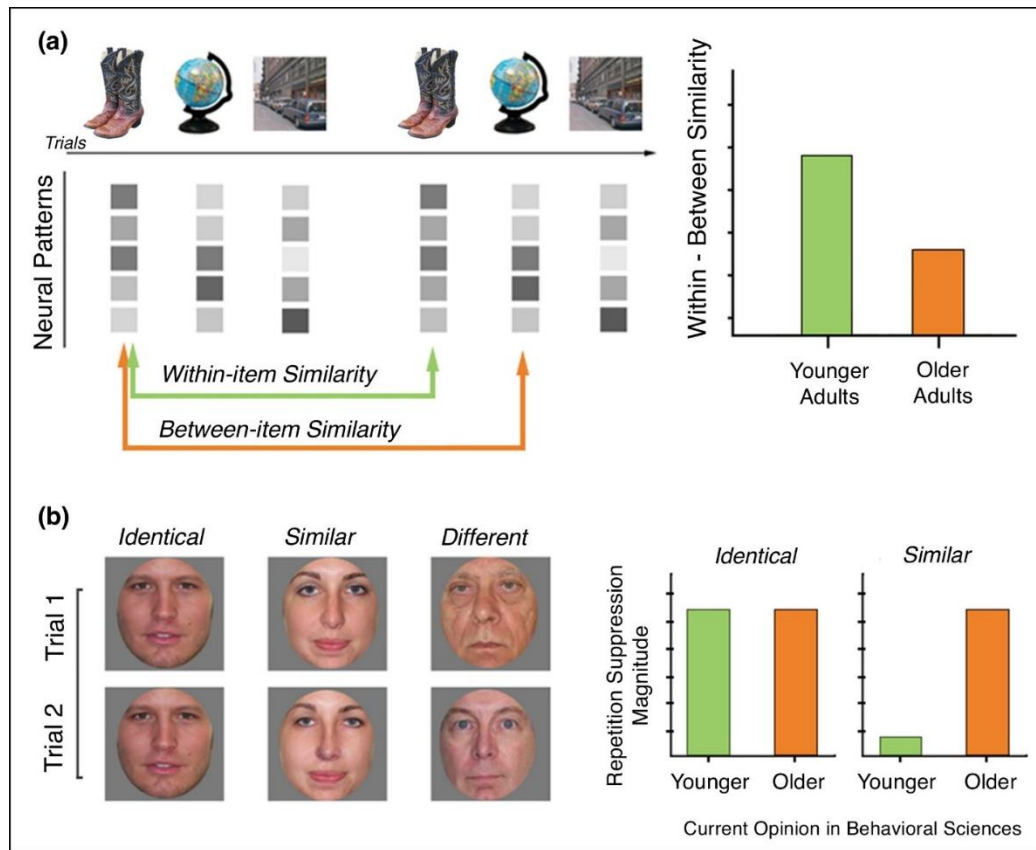 (a)
Trials
Neural Patterns
Within-item Similarity
Between-item Similarity
Within - Between Similarity
Younger
Adults
Older
Adults
(b)
Identical
Similar
Different
Trial 1
Trial 2
Repetition Suppression
Magnitude
Identical
Younger
Older
Similar
Younger
Older
Current Opinion in Behavioral Sciences